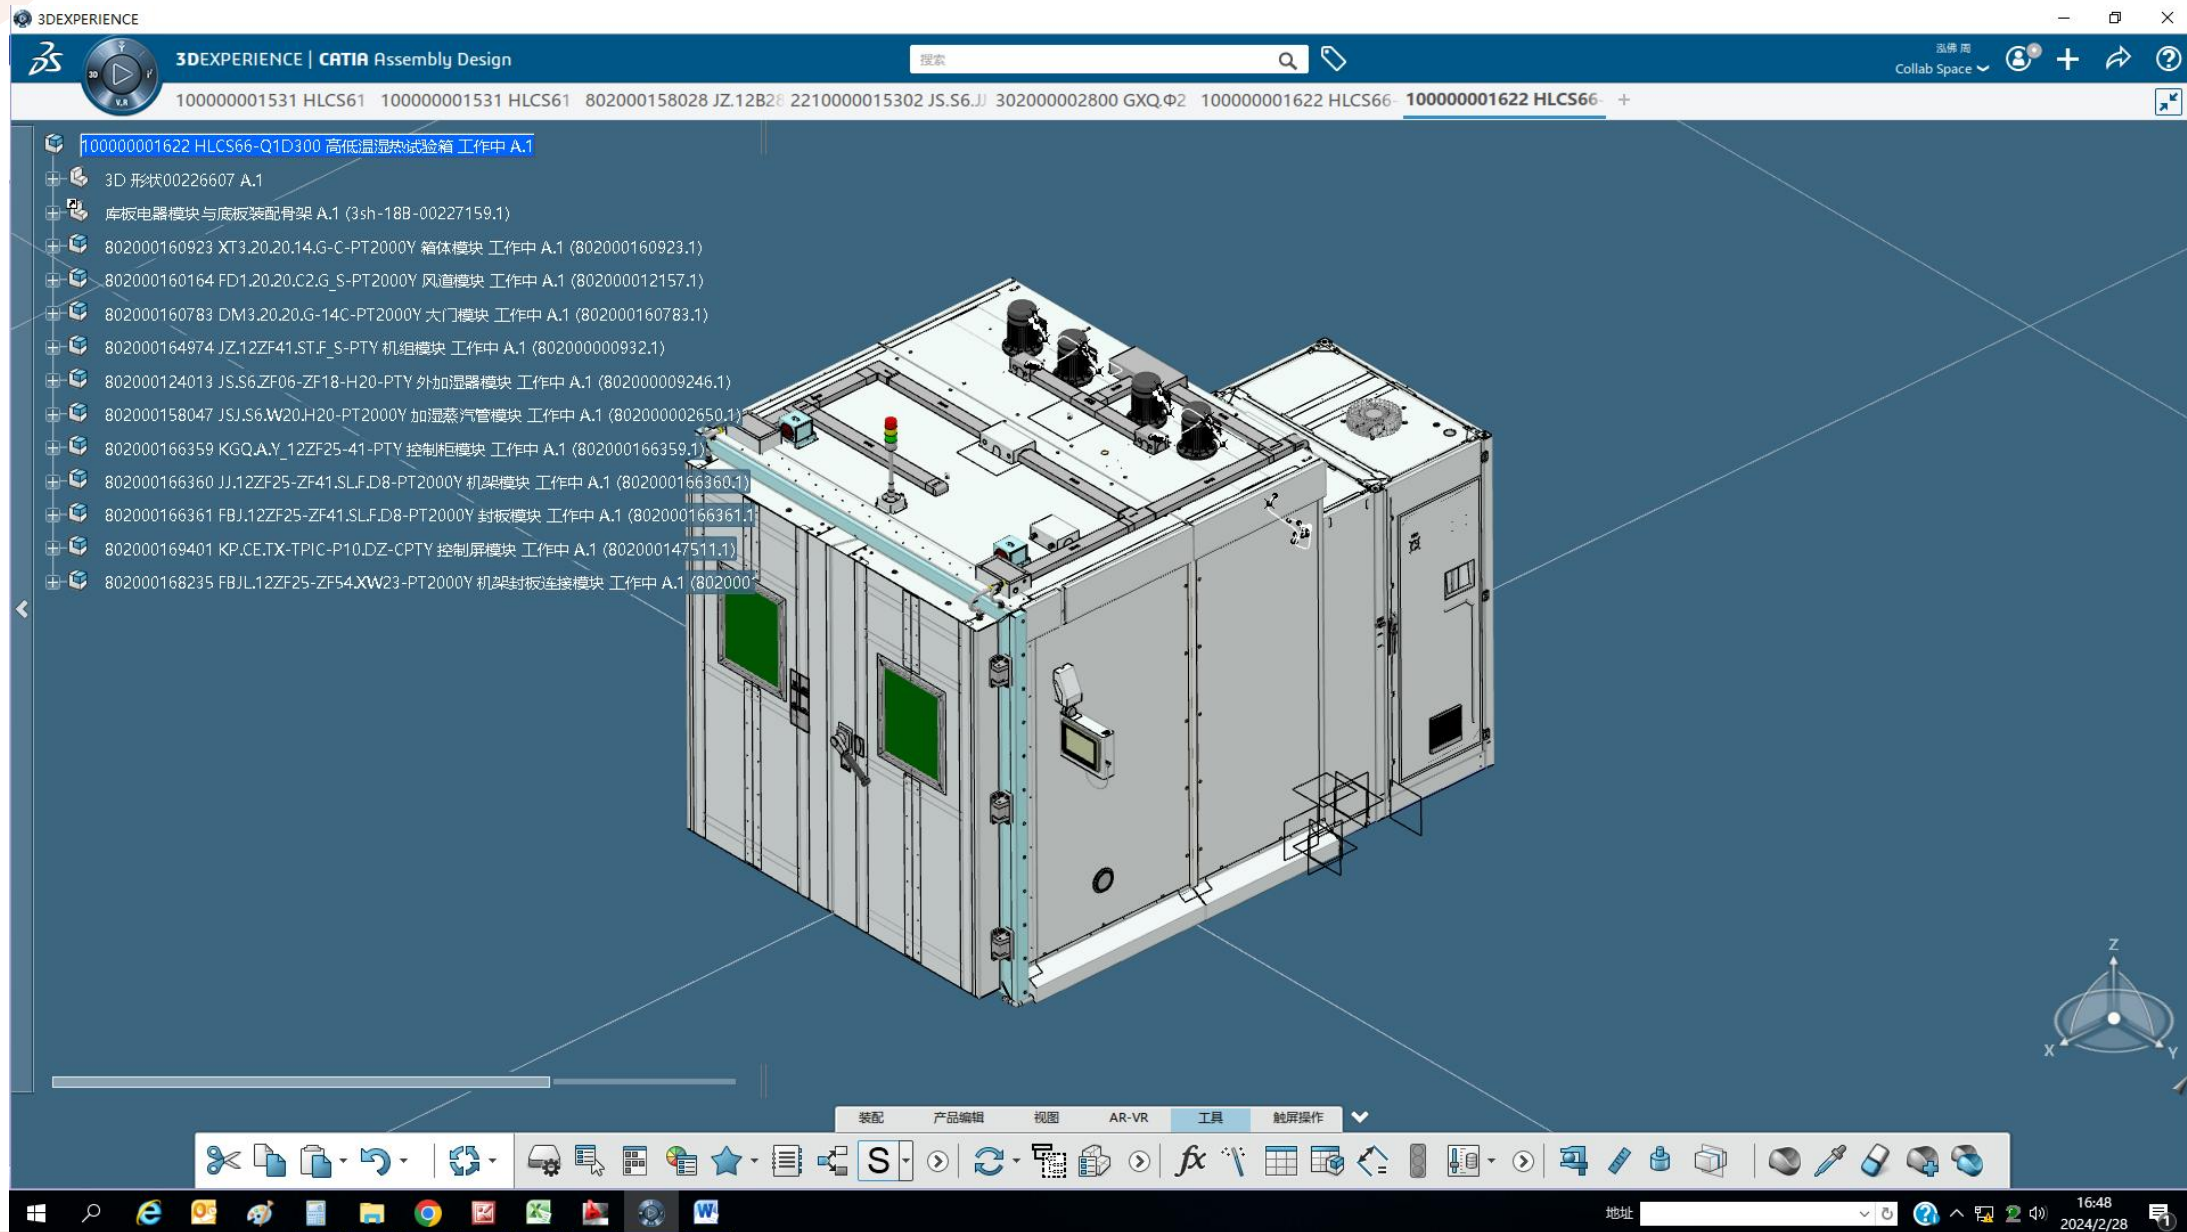 3DEXPERIENCE
3DEXPERIENCE | CATIA Assembly Design
搜索
泓佛 周
Collab Space
100000001531 HLCS61
100000001531 HLCS61
802000158028 JZ.12B28
2210000015302 JS.S6.JJ
302000002800 GXQ.Φ2
100000001622 HLCS66-
100000001622 HLCS66-
100000001622 HLCS66-Q1D300 高低温湿热试验箱 工作中 A.1
3D 形状00226607 A.1
库板电器模块与底板装配骨架 A.1 (3sh-18B-00227159.1)
802000160923 XT3.20.20.14.G-C-PT2000Y 箱体模块 工作中 A.1 (802000160923.1)
802000160164 FD1.20.20.C2.G_S-PT2000Y 风道模块 工作中 A.1 (802000012157.1)
802000160783 DM3.20.20.G-14C-PT2000Y 大门模块 工作中 A.1 (802000160783.1)
802000164974 JZ.12ZF41.ST.F_S-PTY 机组模块 工作中 A.1 (802000000932.1)
802000124013 JS.S6.ZF06-ZF18-H20-PTY 外加湿器模块 工作中 A.1 (802000009246.1)
802000158047 JSJ.S6.W20.H20-PT2000Y 加湿蒸汽管模块 工作中 A.1 (802000002650.1)
802000166359 KGQ.A.Y_12ZF25-41-PTY 控制柜模块 工作中 A.1 (802000166359.1)
802000166360 JJ.12ZF25-ZF41.SL.F.D8-PT2000Y 机架模块 工作中 A.1 (802000166360.1)
802000166361 FBJ.12ZF25-ZF41.SL.F.D8-PT2000Y 封板模块 工作中 A.1 (802000166361.1
802000169401 KP.CE.TX-TPIC-P10.DZ-CPTY 控制屏模块 工作中 A.1 (802000147511.1)
802000168235 FBJL.12ZF25-ZF54.XW23-PT2000Y 机架封板连接模块 工作中 A.1 (802000
Z
X
Y
装配
产品编辑
视图
AR-VR
工具
触屏操作
地址
16:48
2024/2/28